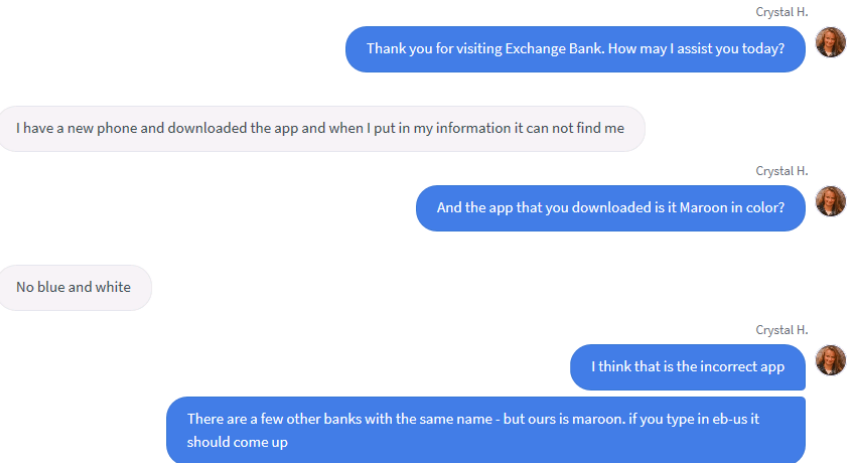 Crystal H.
Thank you for visiting Exchange Bank. How may I assist you today?
I have a new phone and downloaded the app and when I put in my information it can not find me
Crystal H.
And the app that you downloaded is it Maroon in color?
No blue and white
Crystal H.
I think that is the incorrect app
There are a few other banks with the same name - but ours is maroon. if you type in eb-us it
should come up